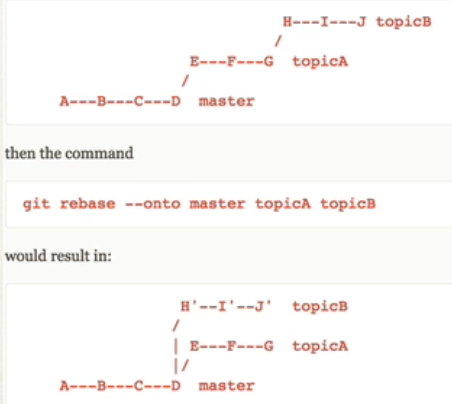 H---I---J topicB
/
E---F---G  topicA
/
A---B---C---D  master
then the command
git rebase --onto master topicA topicB
would result in:
H'--I'--J'  topicB
/
| E---F---G  topicA
|/
A---B---C---D  master